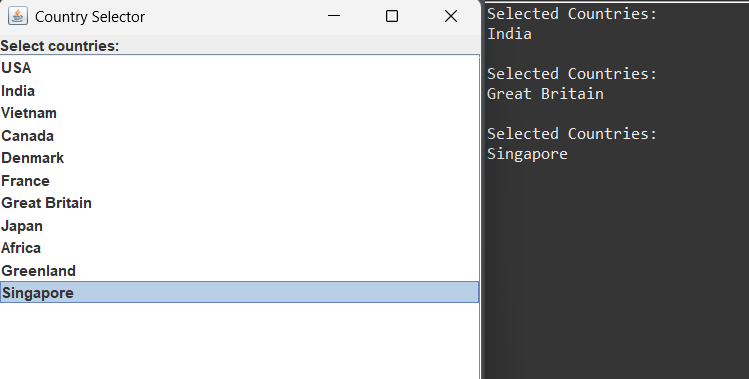 Country Selector
Select countries:
USA
India
Vietnam
Canada
Denmark
France
Great Britain
Japan
Africa
Greenland
Singapore
Selected Countries:
India
Selected Countries:
Great Britain
Selected Countries:
Singapore